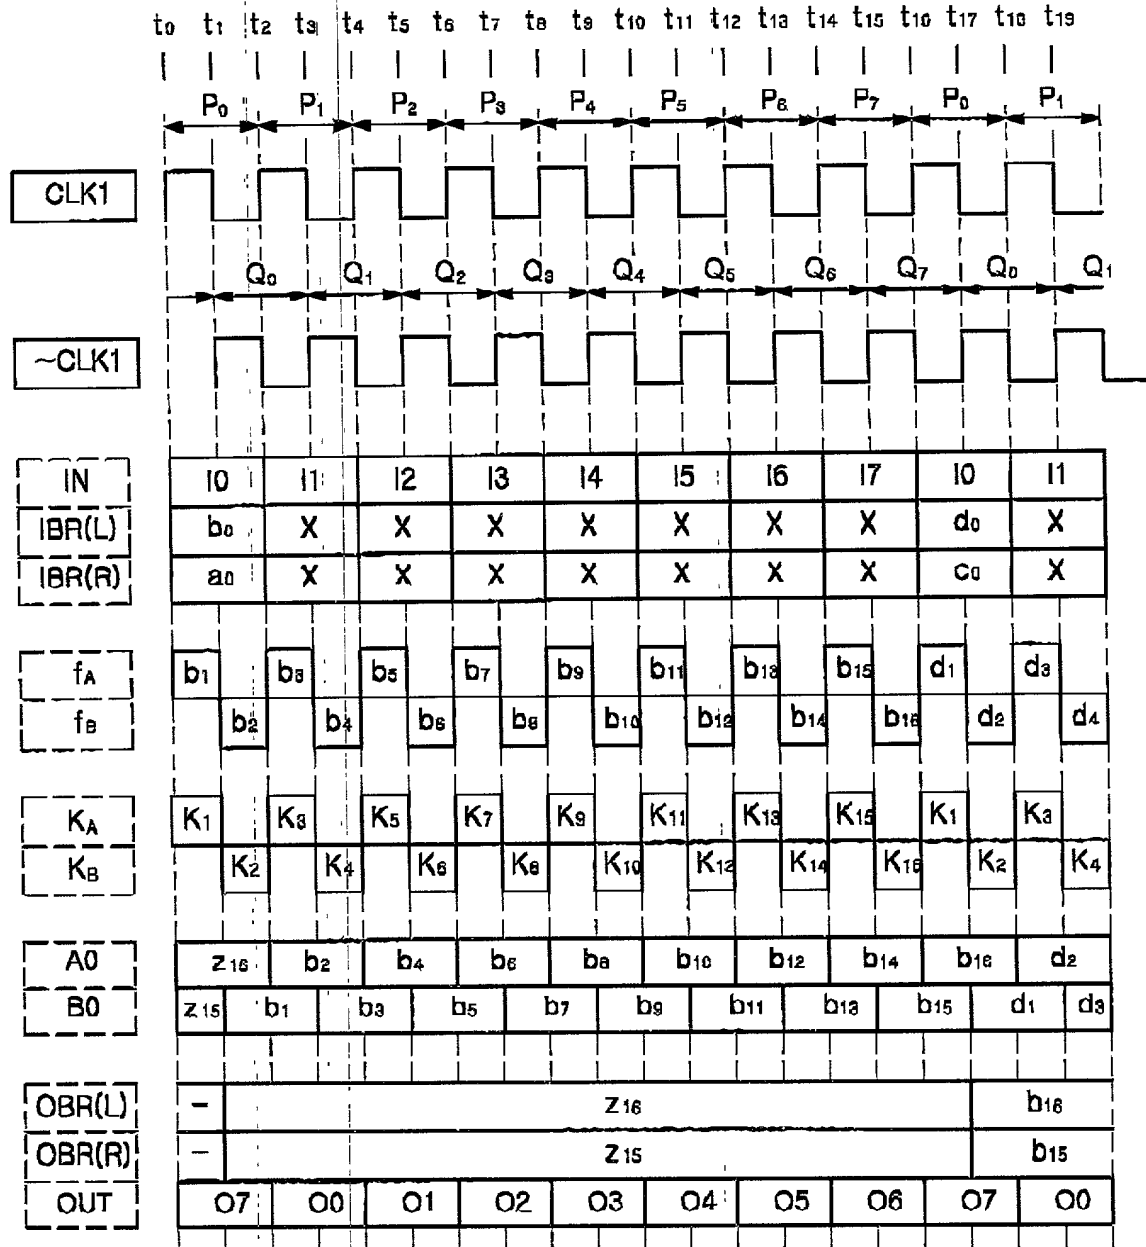 t0 t1 t2 t3 t4 t5 t6 t7 t8 t9 t10 t11 t12 t13 t14 t15 t16 t17 t18 t19
P0 P1 P2 P3 P4 P5 P6 P7 P0 P1
CLK1
Q0 Q1 Q2 Q3 Q4 Q5 Q6 Q7 Q0 Q1
~CLK1
IN I0 I1 I2 I3 I4 I5 I6 I7 I0 I1
IBR(L) b0 X X X X X X X d0 X
IBR(R) a0 X X X X X X X c0 X
fA b1 b3 b5 b7 b9 b11 b13 b15 d1 d3
fB b2 b4 b6 b8 b10 b12 b14 b16 d2 d4
KA K1 K3 K5 K7 K9 K11 K13 K15 K1 K3
KB K2 K4 K6 K8 K10 K12 K14 K16 K2 K4
A0 z16 b2 b4 b6 b8 b10 b12 b14 b16 d2
B0 z15 b1 b3 b5 b7 b9 b11 b13 b15 d1 d3
OBR(L) – z16 b16
OBR(R) – z15 b15
OUT O7 O0 O1 O2 O3 O4 O5 O6 O7 O0